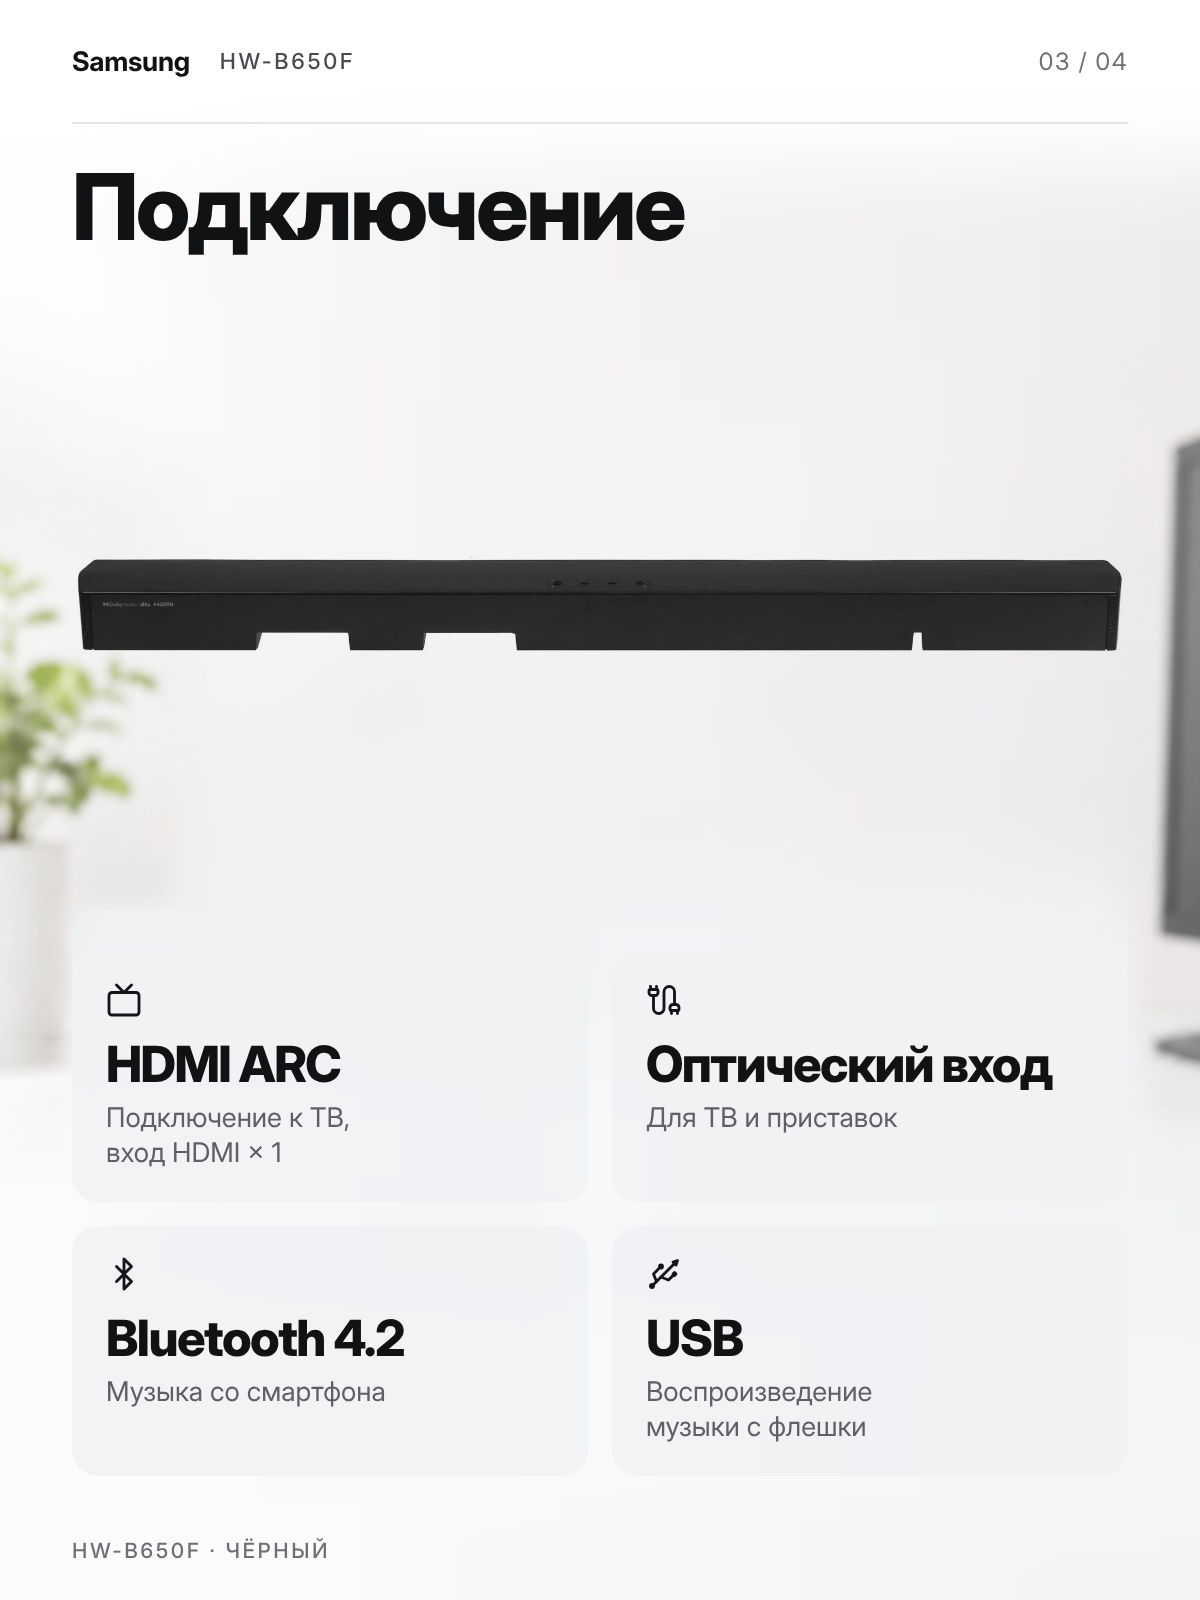 Samsung HW-B650F 03 / 04
Подключение
HDMI ARC
Подключение к ТВ,
вход HDMI × 1
Оптический вход
Для ТВ и приставок
Bluetooth 4.2
Музыка со смартфона
USB
Воспроизведение
музыки с флешки
HW-B650F · ЧЁРНЫЙ